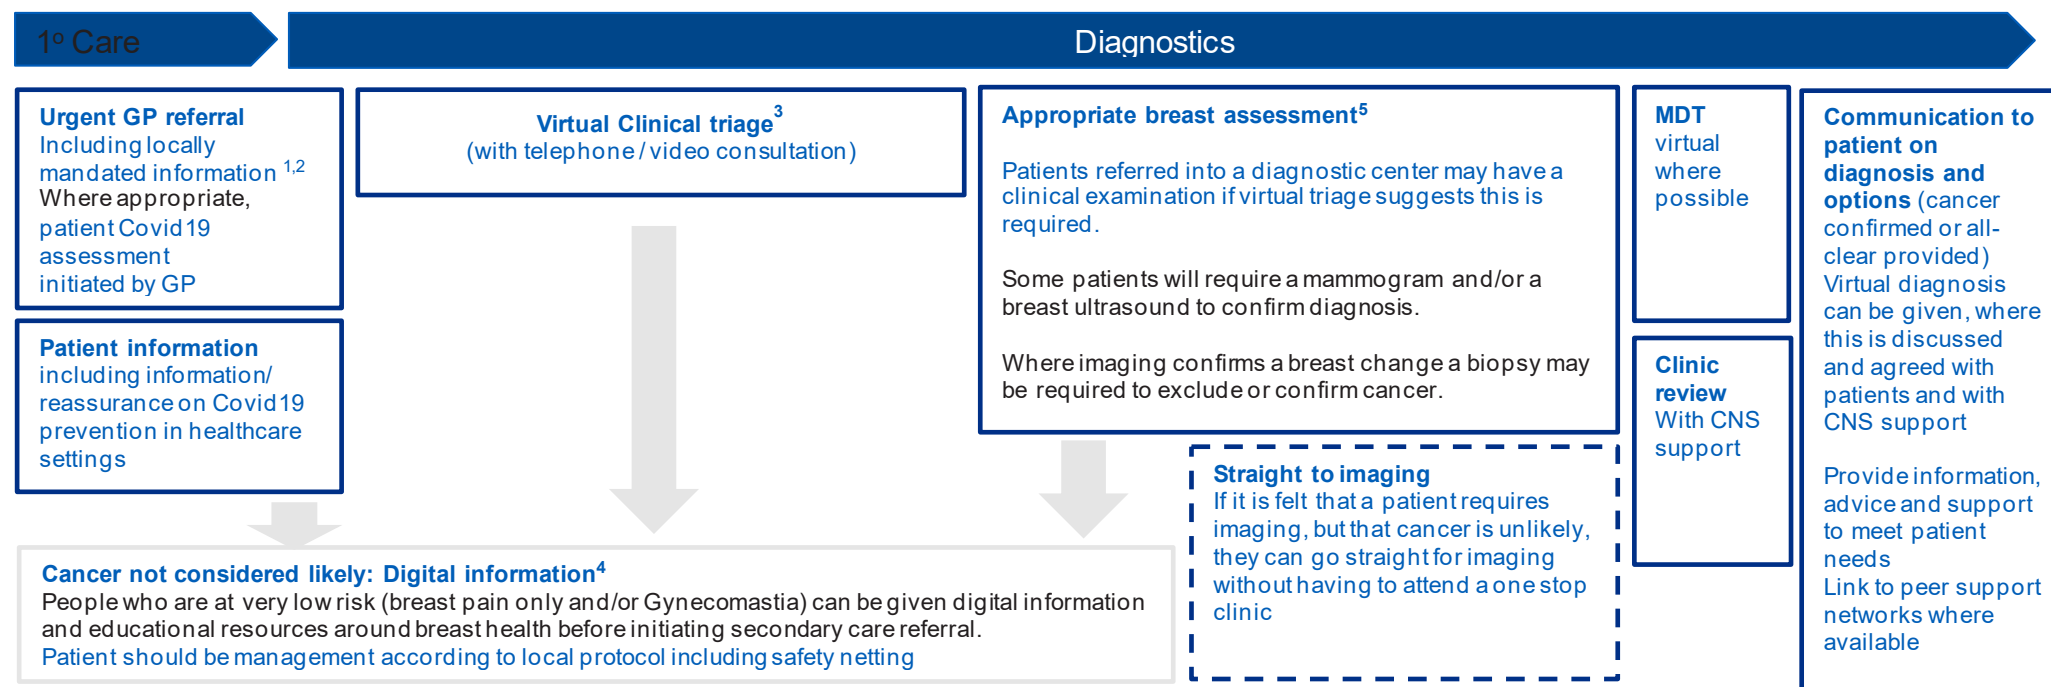 1º Care
Diagnostics
Urgent GP referral
Including locally
mandated information 1,2
Where appropriate,
patient Covid19
assessment
initiated by GP
Patient information
including information/
reassurance on Covid19
prevention in healthcare
settings
Virtual Clinical triage3
(with telephone / video consultation)
Appropriate breast assessment5
Patients referred into a diagnostic center may have a
clinical examination if virtual triage suggests this is
required.
Some patients will require a mammogram and/or a
breast ultrasound to confirm diagnosis.
Where imaging confirms a breast change a biopsy may
be required to exclude or confirm cancer.
Straight to imaging
If it is felt that a patient requires
imaging, but that cancer is unlikely,
they can go straight for imaging
without having to attend a one stop
clinic
MDT
virtual
where
possible
Clinic
review
With CNS
support
Communication to
patient on
diagnosis and
options (cancer
confirmed or all-
clear provided)
Virtual diagnosis
can be given, where
this is discussed
and agreed with
patients and with
CNS support
Provide information,
advice and support
to meet patient
needs
Link to peer support
networks where
available
Cancer not considered likely: Digital information4
People who are at very low risk (breast pain only and/or Gynecomastia) can be given digital information
and educational resources around breast health before initiating secondary care referral.
Patient should be management according to local protocol including safety netting